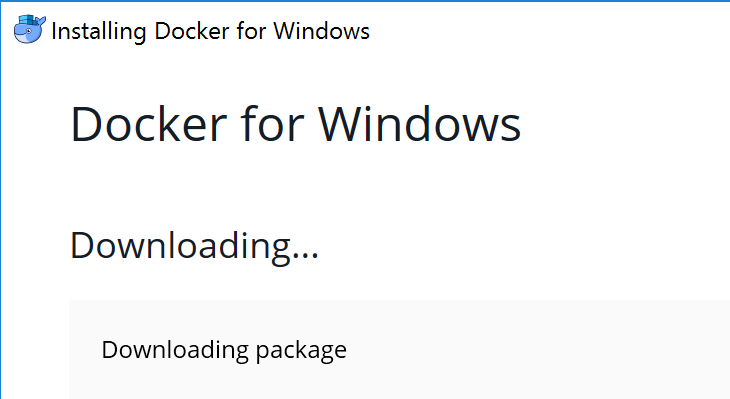 Installing Docker for Windows
Docker for Windows
Downloading...
Downloading package